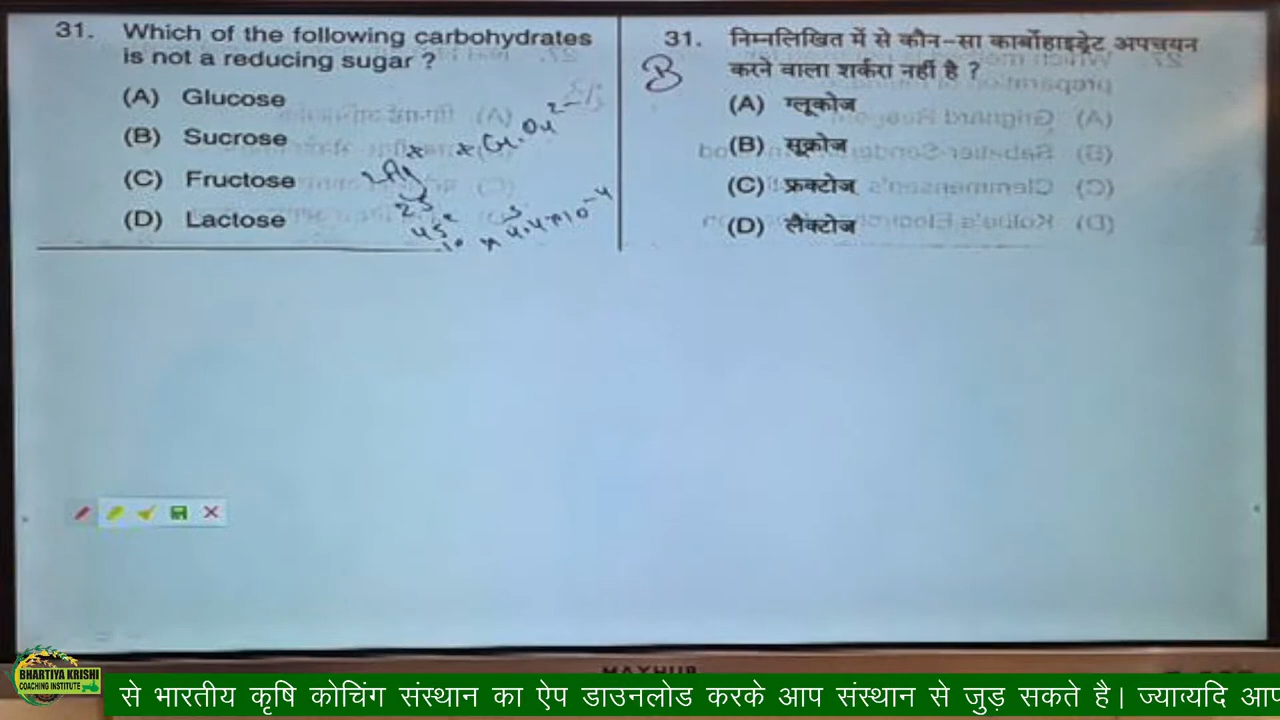 31. Which of the following carbohydrates
is not a reducing sugar ?
(A) Glucose
(B) Sucrose
(C) Fructose
(D) Lactose
31. निम्नलिखित में से कौन-सा कार्बोहाइड्रेट अपचयन
करने वाला शर्करा नहीं है ?
B
(A) ग्लूकोज
(B) सूक्रोज
(C) फ्रक्टोज
(D) लैक्टोज
BHARTIYA KRISHI
COACHING INSTITUTE
से भारतीय कृषि कोचिंग संस्थान का ऐप डाउनलोड करके आप संस्थान से जुड़ सकते है। ज्याग्यदि आप